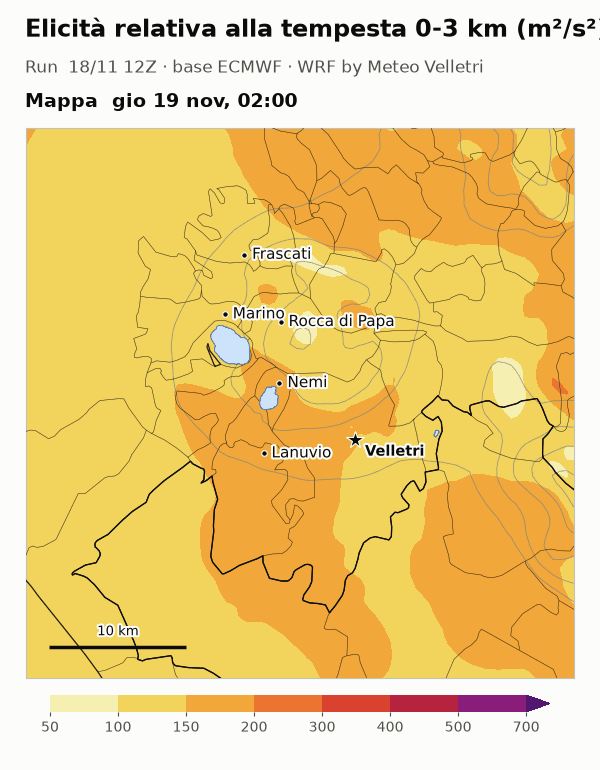 Elicità relativa alla tempesta 0-3 km (m²/s²)
Run  18/11 12Z · base ECMWF · WRF by Meteo Velletri
Mappa  gio 19 nov, 02:00
Frascati
Marino
Rocca di Papa
Nemi
Velletri
Lanuvio
10 km
50 100 150 200 300 400 500 700